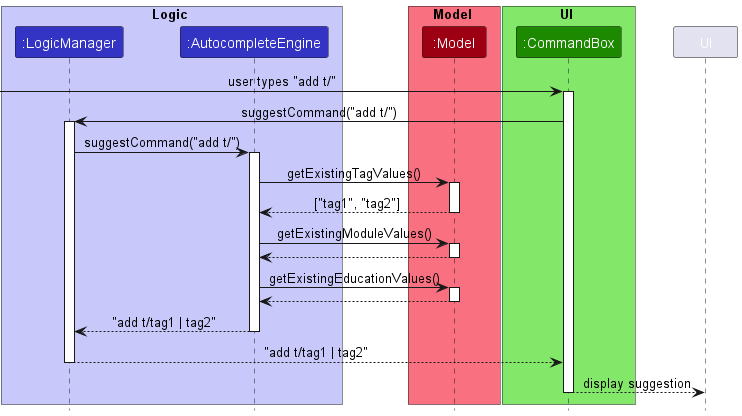 Logic
Model
UI
:LogicManager
:AutocompleteEngine
:Model
:CommandBox
UI
user types "add t/"
suggestCommand("add t/")
suggestCommand("add t/")
getExistingTagValues()
["tag1", "tag2"]
getExistingModuleValues()
getExistingEducationValues()
"add t/tag1 | tag2"
"add t/tag1 | tag2"
display suggestion